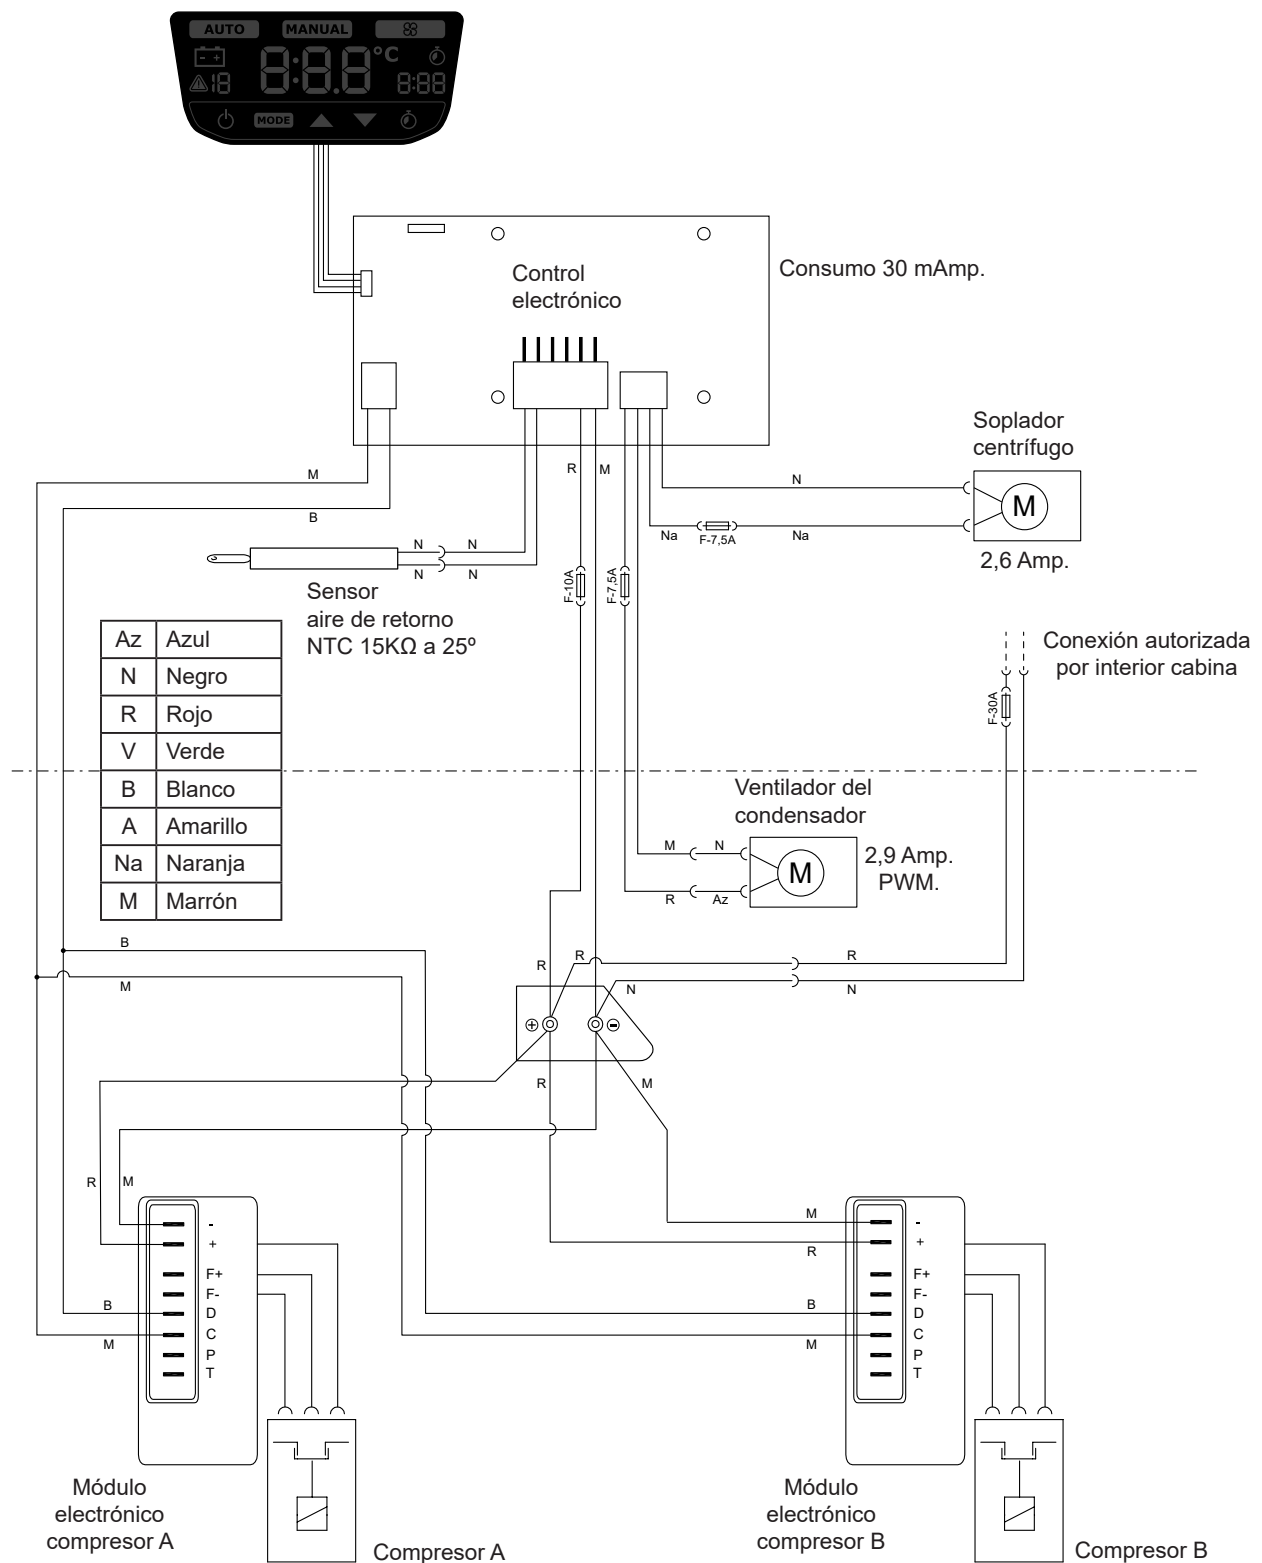 AUTO MANUAL
- +
8:8.8 °C
18 8:88
MODE
Control
electrónico
Consumo 30 mAmp.
Soplador
centrífugo
M
2,6 Amp.
R
M
N
M
B
Na
F-7,5A
Na
N N
N N
Sensor
aire de retorno
NTC 15KΩ a 25º
F-10A
F-7,5A
Conexión autorizada
por interior cabina
F-30A
Az Azul
N Negro
R Rojo
V Verde
B Blanco
A Amarillo
Na Naranja
M Marrón
Ventilador del
condensador
M
2,9 Amp.
PWM.
M N
R Az
B
M
R
R
R
N
N
+
-
R
M
R
M
-
+
F+
F-
D
C
P
T
B
M
M
R
B
M
-
+
F+
F-
D
C
P
T
Módulo
electrónico
compresor A
Compresor A
Módulo
electrónico
compresor B
Compresor B